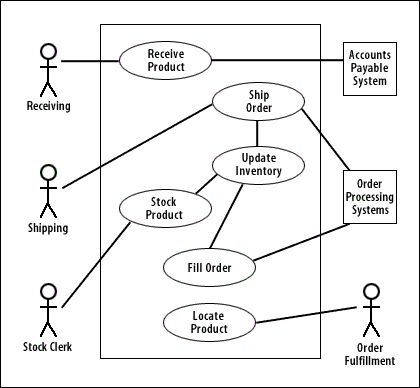 Receive
Product
Accounts
Payable
System
Receiving
Ship
Order
Update
Inventory
Stock
Product
Order
Processing
Systems
Shipping
Fill Order
Locate
Product
Stock Clerk
Order
Fulfillment